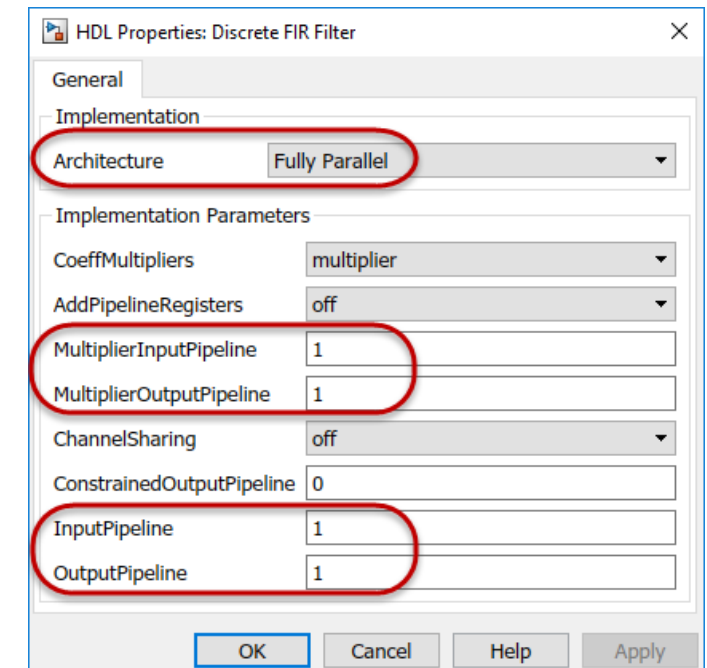 HDL Properties: Discrete FIR Filter
General
Implementation
Architecture Fully Parallel
Implementation Parameters
CoeffMultipliers multiplier
AddPipelineRegisters off
MultiplierInputPipeline 1
MultiplierOutputPipeline 1
ChannelSharing off
ConstrainedOutputPipeline 0
InputPipeline 1
OutputPipeline 1
OK Cancel Help Apply